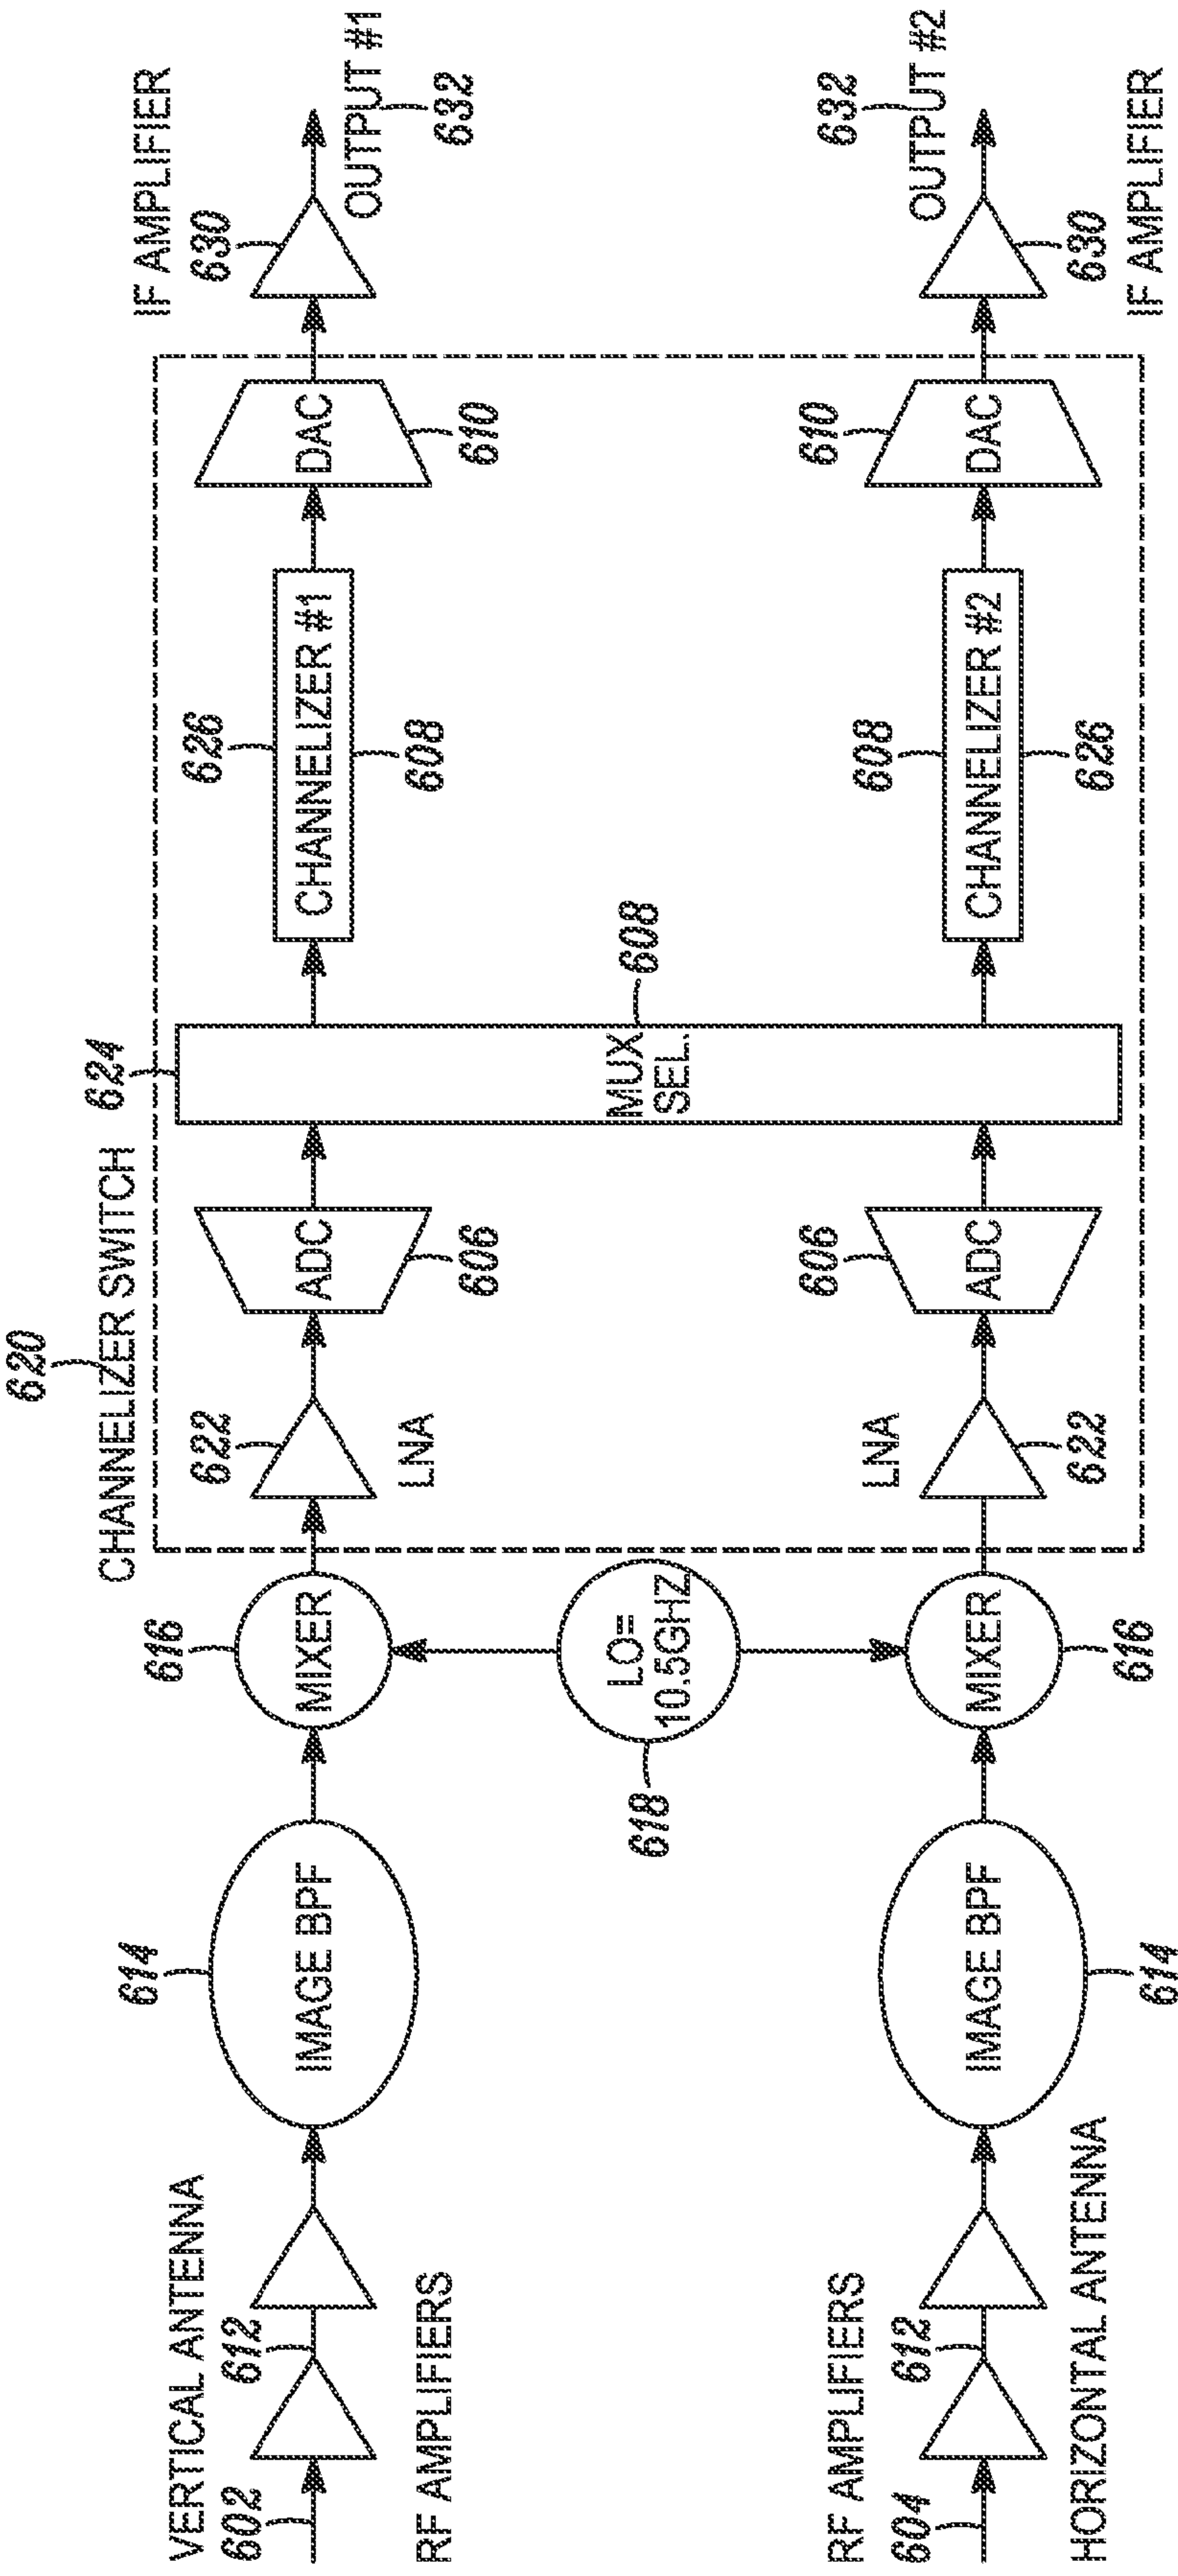 620
CHANNELIZER SWITCH
624
VERTICAL ANTENNA
602
612
RF AMPLIFIERS
614
IMAGE BPF
616
MIXER
622
LNA
ADC
606
626
CHANNELIZER #1
608
DAC
610
IF AMPLIFIER
630
OUTPUT #1
632
618
LO=
10.5GHZ
MUX
SEL.
608
RF AMPLIFIERS
604
612
HORIZONTAL ANTENNA
IMAGE BPF
614
MIXER
616
LNA
622
606
ADC
608
CHANNELIZER #2
626
610
DAC
632
OUTPUT #2
630
IF AMPLIFIER